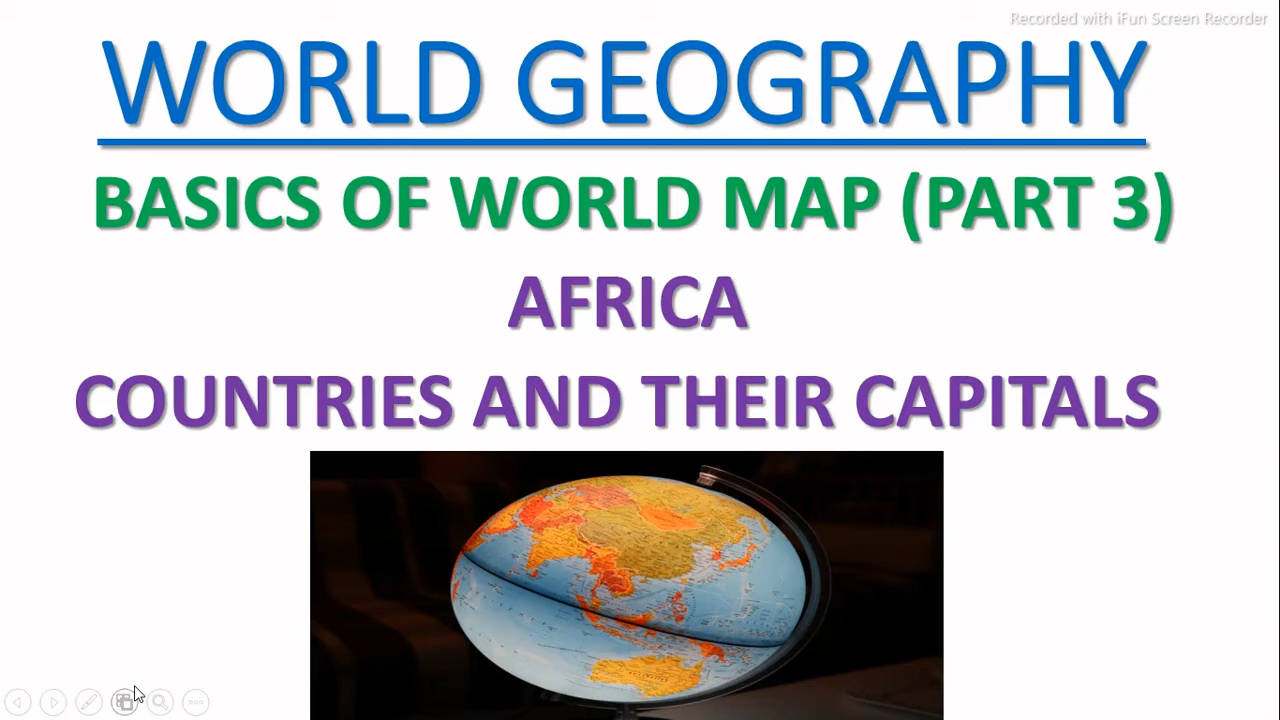 Recorded with iFun Screen Recorder
WORLD GEOGRAPHY
BASICS OF WORLD MAP (PART 3)
AFRICA
COUNTRIES AND THEIR CAPITALS